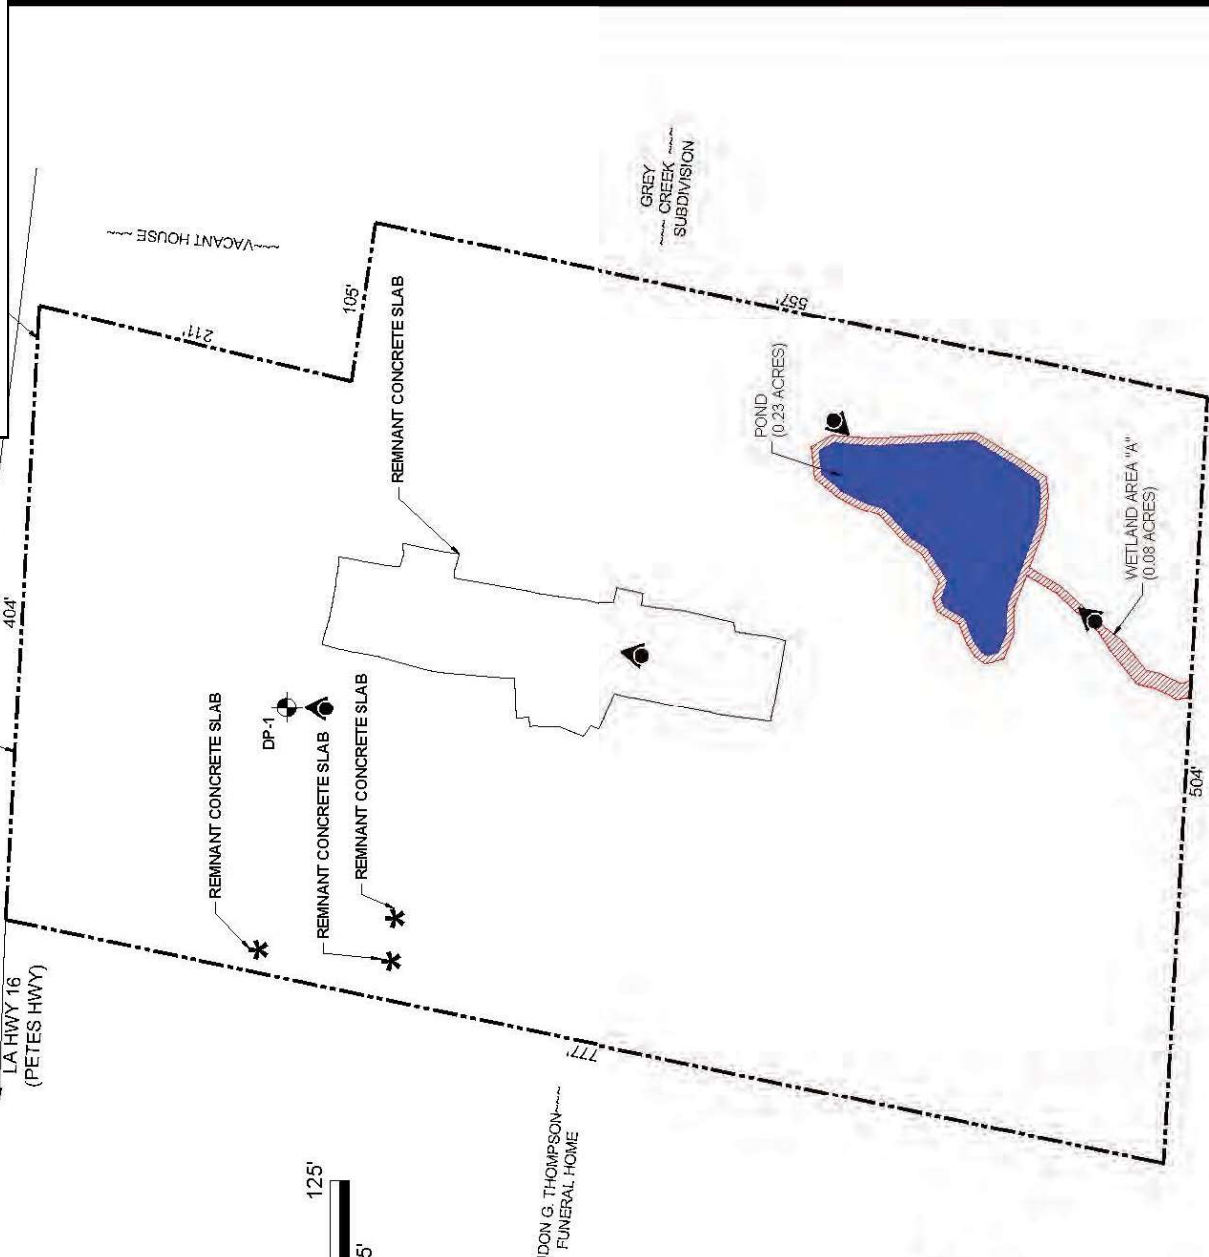 ~~~VACANT HOUSE ~~~
GREY
~~~ CREEK ~~~
SUBDIVISION
211'
105'
557'
404'
REMNANT CONCRETE SLAB
POND
(0.23 ACRES)
WETLAND AREA "A"
(0.08 ACRES)
DP-1
REMNANT CONCRETE SLAB
REMNANT CONCRETE SLAB
REMNANT CONCRETE SLAB
504'
LA HWY 16
(PETES HWY)
777'
G. THOMPSON~~~
FUNERAL HOME
125'